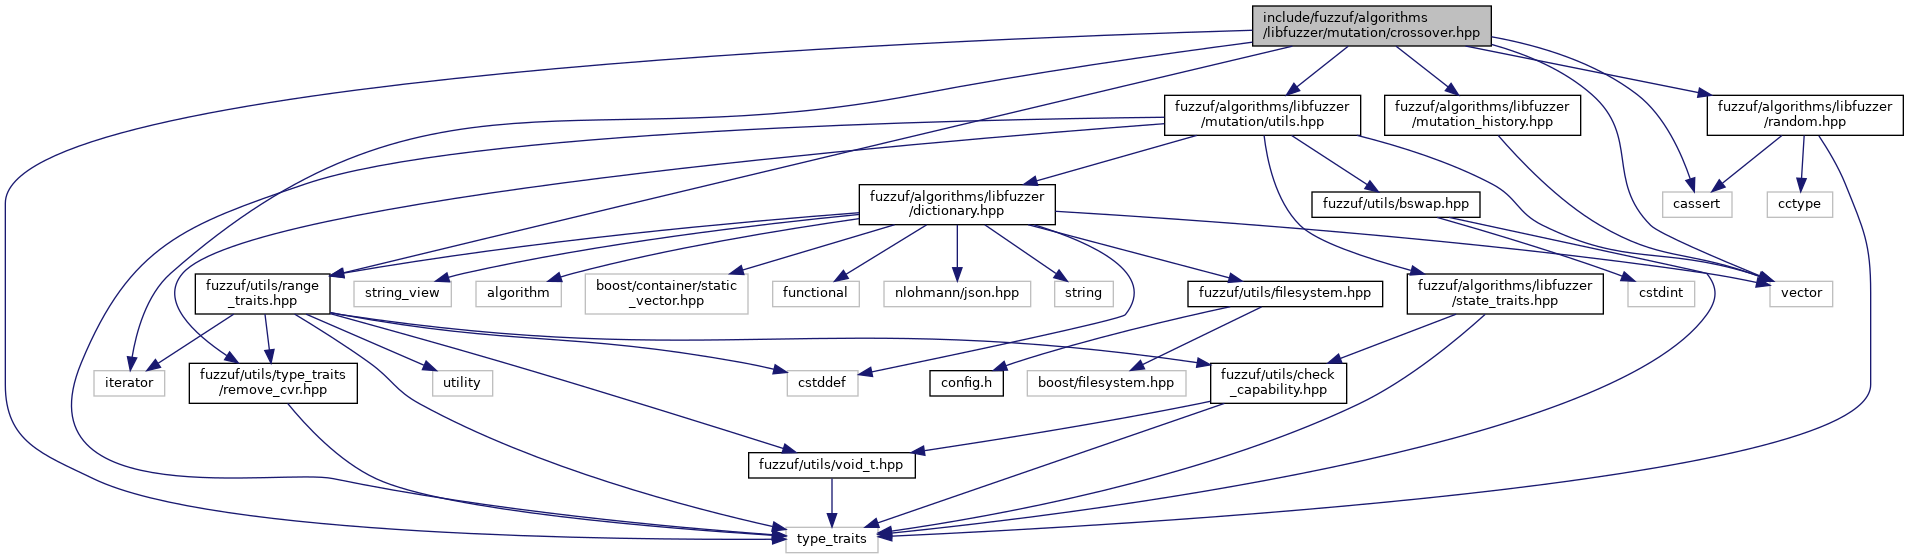 include/fuzzuf/algorithms
/libfuzzer/mutation/crossover.hpp
fuzzuf/algorithms/libfuzzer
/mutation/utils.hpp
fuzzuf/algorithms/libfuzzer
/mutation_history.hpp
fuzzuf/algorithms/libfuzzer
/random.hpp
fuzzuf/algorithms/libfuzzer
/dictionary.hpp
fuzzuf/utils/bswap.hpp
cassert
cctype
fuzzuf/utils/range
_traits.hpp
string_view
algorithm
boost/container/static
_vector.hpp
functional
nlohmann/json.hpp
string
fuzzuf/utils/filesystem.hpp
fuzzuf/algorithms/libfuzzer
/state_traits.hpp
cstdint
vector
iterator
fuzzuf/utils/type_traits
/remove_cvr.hpp
utility
cstddef
config.h
boost/filesystem.hpp
fuzzuf/utils/check
_capability.hpp
fuzzuf/utils/void_t.hpp
type_traits